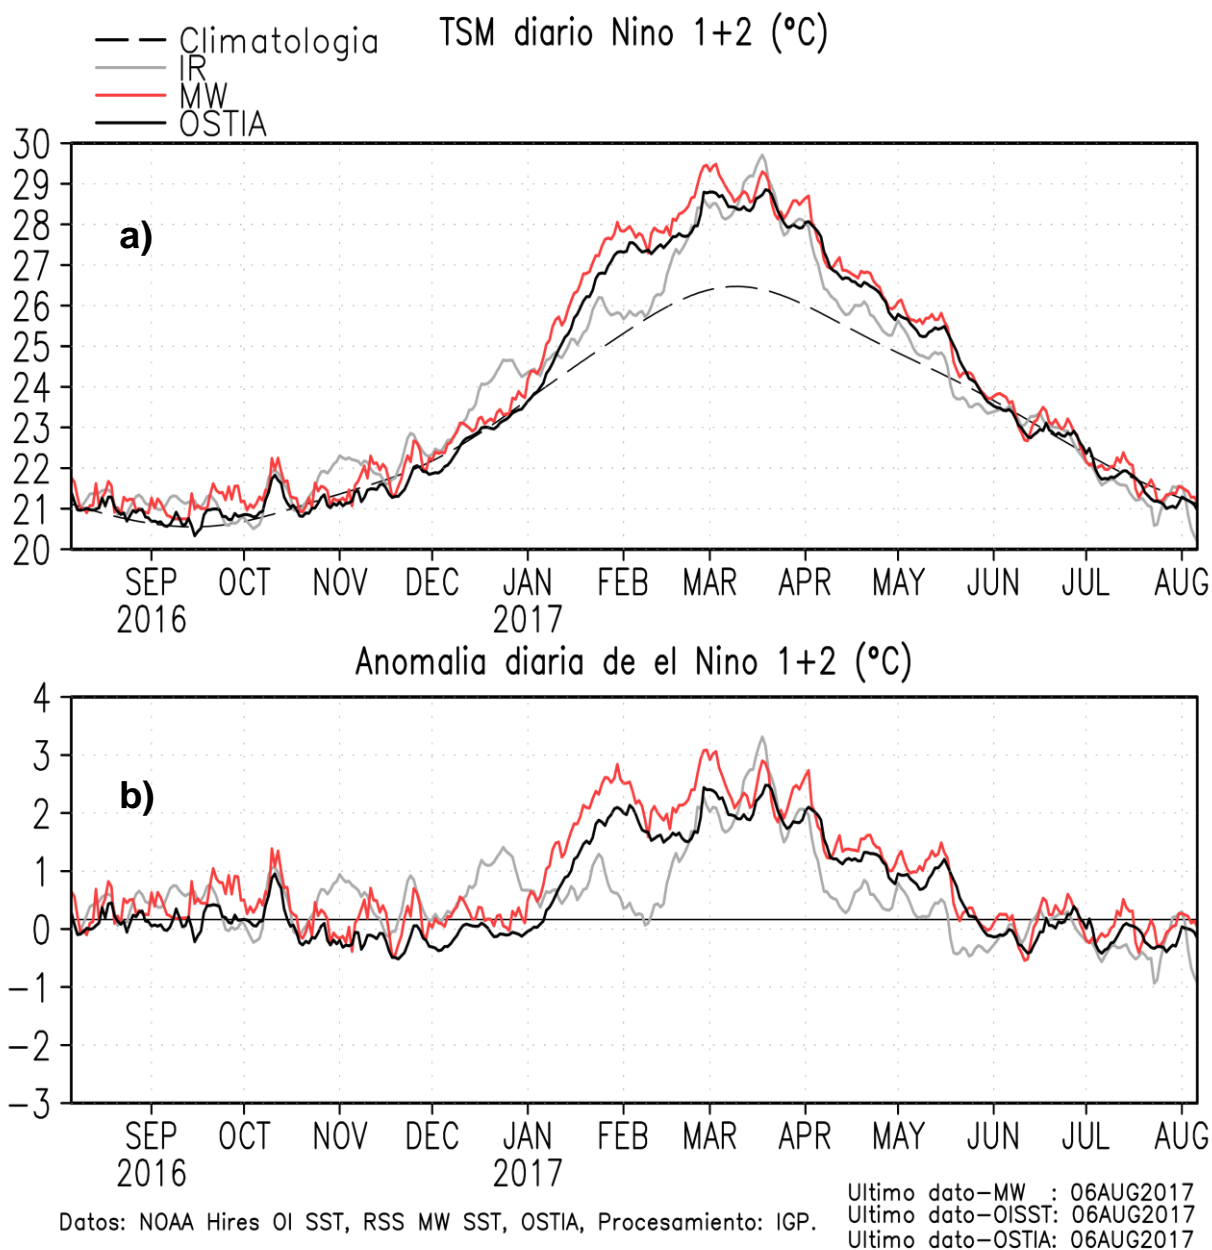 TSM diario Nino 1+2 (ºC)
Climatologia
IR
MW
OSTIA
30
29
28
27
26
25
24
23
22
21
20
a)
SEP OCT NOV DEC JAN FEB MAR APR MAY JUN JUL AUG
2016 2017
Anomalia diaria de el Nino 1+2 (ºC)
4
3
2
1
0
-1
-2
-3
b)
SEP OCT NOV DEC JAN FEB MAR APR MAY JUN JUL AUG
2016 2017
Datos: NOAA Hires OI SST, RSS MW SST, OSTIA, Procesamiento: IGP.
Ultimo dato-MW : 06AUG2017
Ultimo dato-OISST: 06AUG2017
Ultimo dato-OSTIA: 06AUG2017